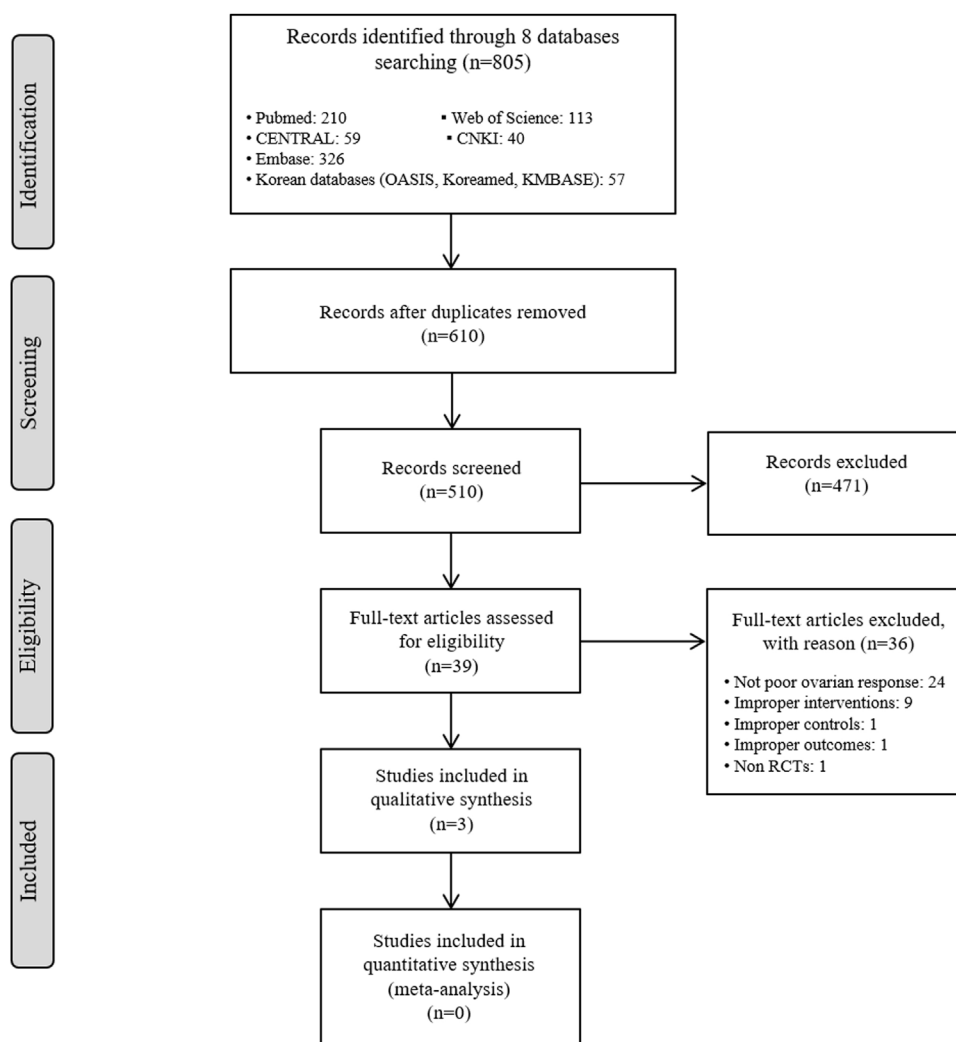 Identification
Records identified through 8 databases
searching (n=805)
• Pubmed: 210
▪ Web of Science: 113
• CENTRAL: 59
▪ CNKI: 40
• Embase: 326
• Korean databases (OASIS, Koreamed, KMBASE): 57
Screening
Records after duplicates removed
(n=610)
Records screened
(n=510)
Records excluded
(n=471)
Eligibility
Full-text articles assessed
for eligibility
(n=39)
Full-text articles excluded,
with reason (n=36)
• Not poor ovarian response: 24
• Improper interventions: 9
• Improper controls: 1
• Improper outcomes: 1
• Non RCTs: 1
Included
Studies included in
qualitative synthesis
(n=3)
Studies included in
quantitative synthesis
(meta-analysis)
(n=0)